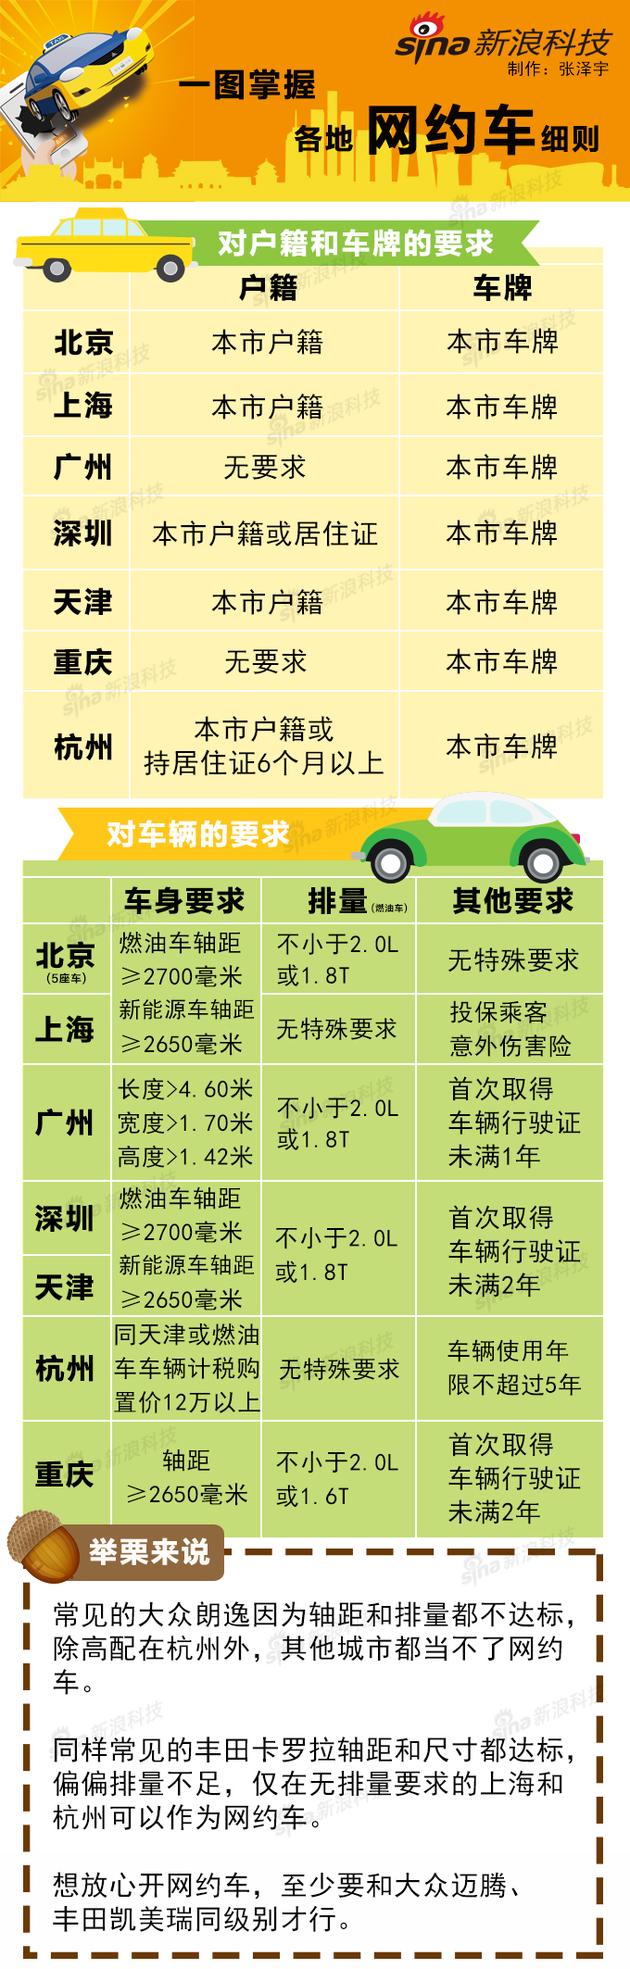 sina 新浪科技
制作：张泽宇
一图掌握
各地 网约车 细则
对户籍和车牌的要求
户籍 车牌
北京 本市户籍 本市车牌
上海 本市户籍 本市车牌
广州 无要求 本市车牌
深圳 本市户籍或居住证 本市车牌
天津 本市户籍 本市车牌
重庆 无要求 本市车牌
杭州 本市户籍或 本市车牌
持居住证6个月以上
对车辆的要求
车身要求 排量(燃油车) 其他要求
北京
(5座车)
燃油车轴距
≥2700毫米
不小于2.0L
或1.8T
无特殊要求
上海
新能源车轴距
≥2650毫米
无特殊要求
投保乘客
意外伤害险
广州
长度>4.60米
宽度>1.70米
高度>1.42米
不小于2.0L
或1.8T
首次取得
车辆行驶证
未满1年
深圳
天津
燃油车轴距
≥2700毫米
新能源车轴距
≥2650毫米
不小于2.0L
或1.8T
首次取得
车辆行驶证
未满2年
杭州
同天津或燃油
车车辆计税购
置价12万以上
无特殊要求
车辆使用年
限不超过5年
重庆
轴距
≥2650毫米
不小于2.0L
或1.6T
首次取得
车辆行驶证
未满2年
举栗来说
常见的大众朗逸因为轴距和排量都不达标，
除高配在杭州外，其他城市都当不了网约
车。
同样常见的丰田卡罗拉轴距和尺寸都达标，
偏偏排量不足，仅在无排量要求的上海和
杭州可以作为网约车。
想放心开网约车，至少要和大众迈腾、
丰田凯美瑞同级别才行。